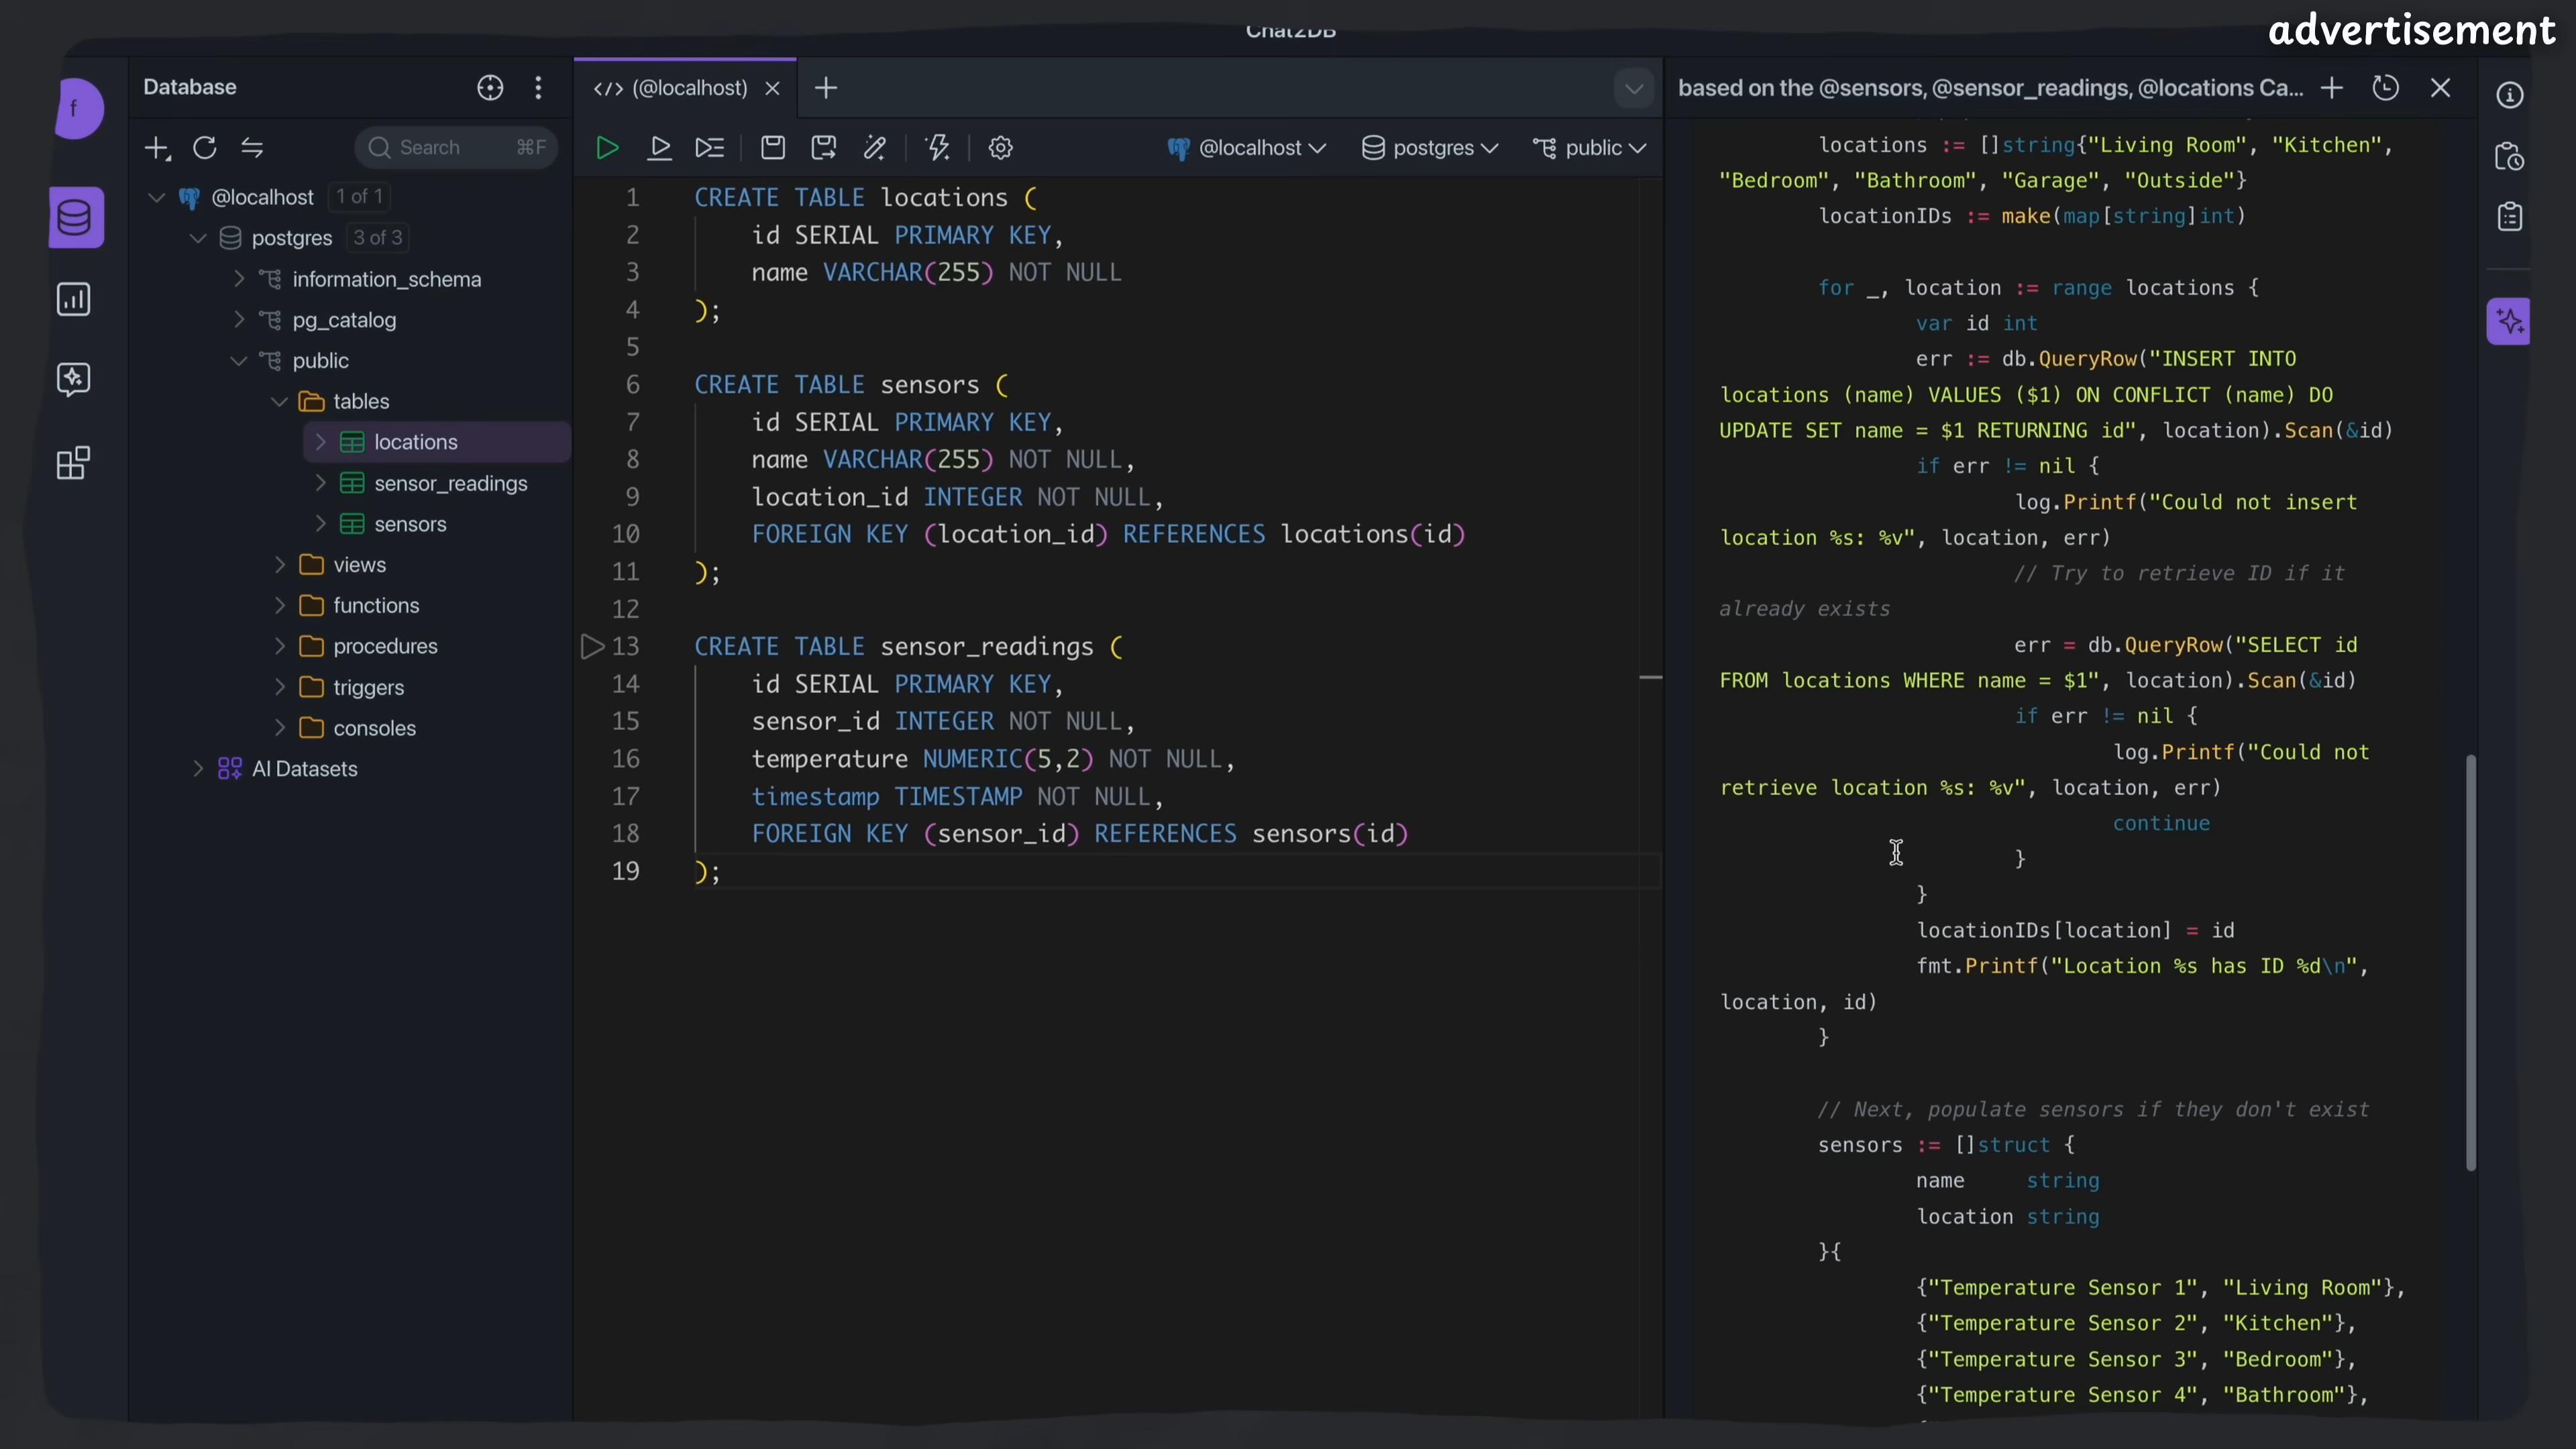 Chat2DB
advertisement
f
Database
Search ⌘F
@localhost 1 of 1
postgres 3 of 3
information_schema
pg_catalog
public
tables
locations
sensor_readings
sensors
views
functions
procedures
triggers
consoles
AI Datasets
</> (@localhost)
@localhost postgres public
1 CREATE TABLE locations (
2 id SERIAL PRIMARY KEY,
3 name VARCHAR(255) NOT NULL
4 );
5
6 CREATE TABLE sensors (
7 id SERIAL PRIMARY KEY,
8 name VARCHAR(255) NOT NULL,
9 location_id INTEGER NOT NULL,
10 FOREIGN KEY (location_id) REFERENCES locations(id)
11 );
12
13 CREATE TABLE sensor_readings (
14 id SERIAL PRIMARY KEY,
15 sensor_id INTEGER NOT NULL,
16 temperature NUMERIC(5,2) NOT NULL,
17 timestamp TIMESTAMP NOT NULL,
18 FOREIGN KEY (sensor_id) REFERENCES sensors(id)
19 );
based on the @sensors, @sensor_readings, @locations Ca...
locations := []string{"Living Room", "Kitchen",
"Bedroom", "Bathroom", "Garage", "Outside"}
locationIDs := make(map[string]int)
for _, location := range locations {
var id int
err := db.QueryRow("INSERT INTO
locations (name) VALUES ($1) ON CONFLICT (name) DO
UPDATE SET name = $1 RETURNING id", location).Scan(&id)
if err != nil {
log.Printf("Could not insert
location %s: %v", location, err)
// Try to retrieve ID if it
already exists
err = db.QueryRow("SELECT id
FROM locations WHERE name = $1", location).Scan(&id)
if err != nil {
log.Printf("Could not
retrieve location %s: %v", location, err)
continue
}
}
locationIDs[location] = id
fmt.Printf("Location %s has ID %d\n",
location, id)
}
// Next, populate sensors if they don't exist
sensors := []struct {
name string
location string
}{
{"Temperature Sensor 1", "Living Room"},
{"Temperature Sensor 2", "Kitchen"},
{"Temperature Sensor 3", "Bedroom"},
{"Temperature Sensor 4", "Bathroom"},